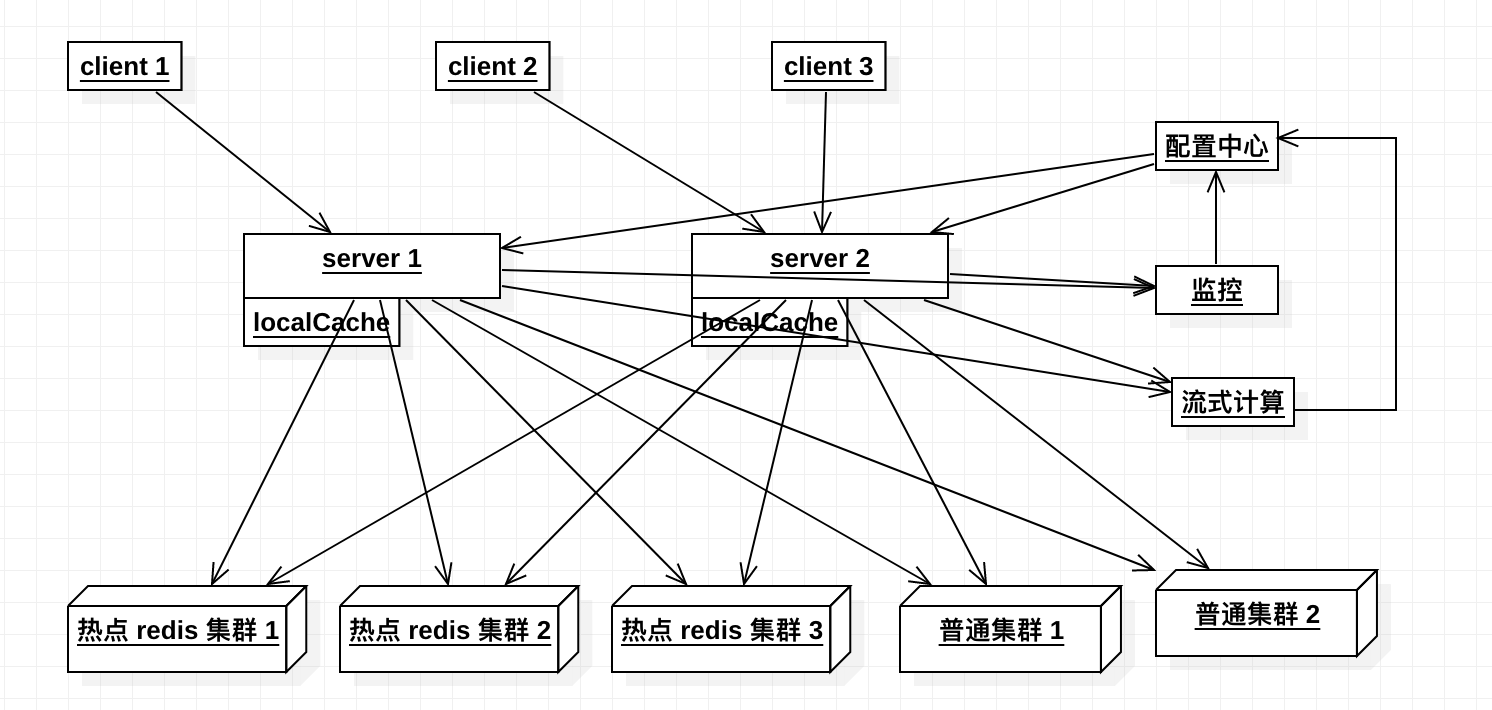 client 1
client 2
client 3
配置中心
server 1
server 2
监控
localCache
localCache
流式计算
热点 redis 集群 1
热点 redis 集群 2
热点 redis 集群 3
普通集群 1
普通集群 2